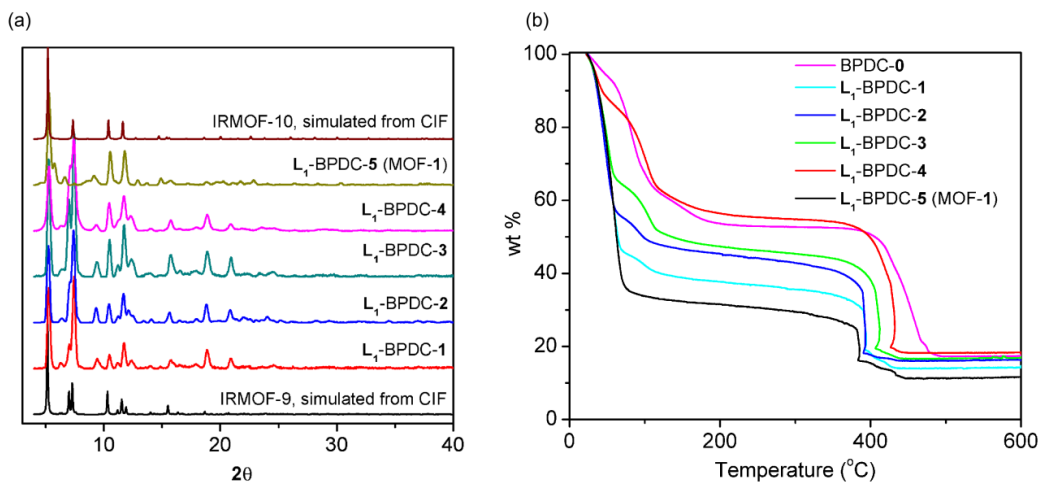 (a)
IRMOF-10, simulated from CIF
L₁-BPDC-5 (MOF-1)
L₁-BPDC-4
L₁-BPDC-3
L₁-BPDC-2
L₁-BPDC-1
IRMOF-9, simulated from CIF
10 20 30 40
2θ
(b)
100
80
60
40
20
0
wt %
BPDC-0
L₁-BPDC-1
L₁-BPDC-2
L₁-BPDC-3
L₁-BPDC-4
L₁-BPDC-5 (MOF-1)
0 200 400 600
Temperature (°C)